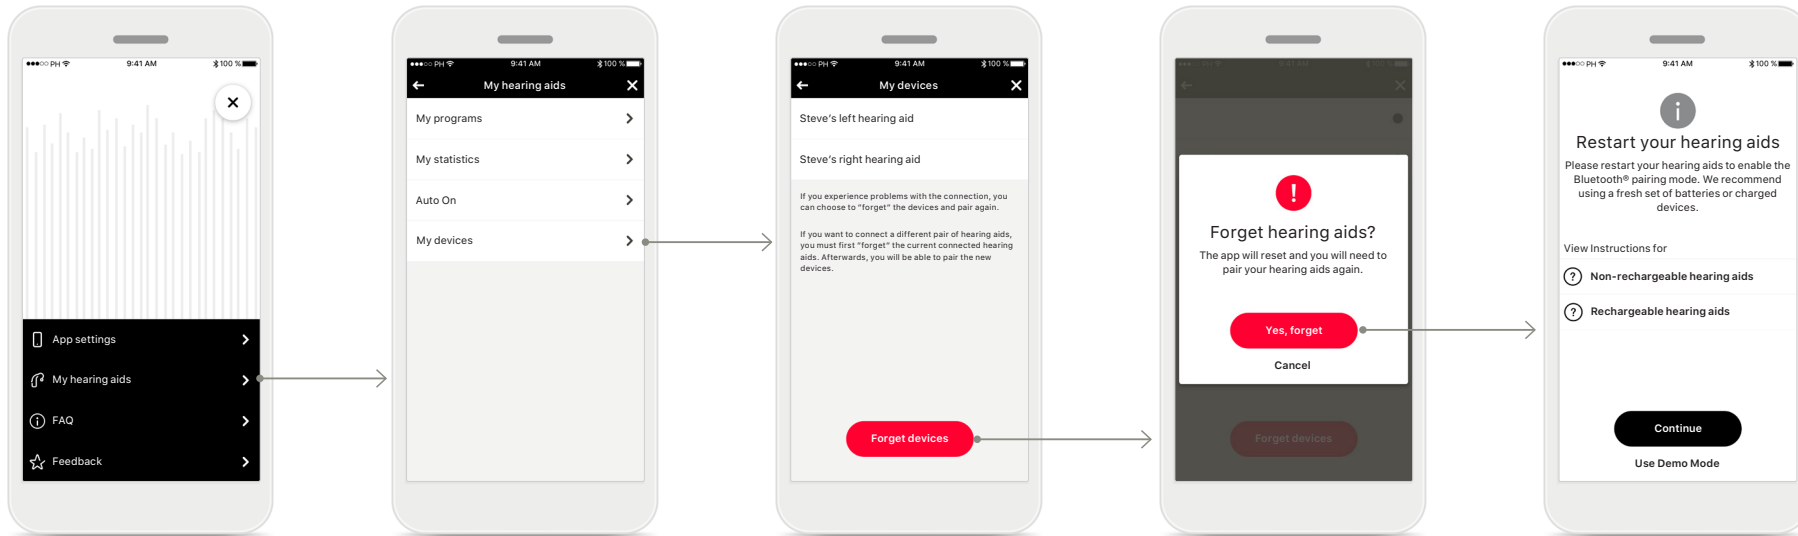 PH
9:41 AM
100 %
App settings
My hearing aids
FAQ
Feedback
PH
9:41 AM
100 %
My hearing aids
My programs
My statistics
Auto On
My devices
PH
9:41 AM
100 %
My devices
Steve's left hearing aid
Steve's right hearing aid
If you experience problems with the connection, you
can choose to "forget" the devices and pair again.
If you want to connect a different pair of hearing aids,
you must first "forget" the current connected hearing
aids. Afterwards, you will be able to pair the new
devices.
Forget devices
9:41 AM
100 %
Forget hearing aids?
The app will reset and you will need to
pair your hearing aids again.
Yes, forget
Cancel
Forget devices
PH
9:41 AM
100 %
Restart your hearing aids
Please restart your hearing aids to enable the
Bluetooth® pairing mode. We recommend
using a fresh set of batteries or charged
devices.
View Instructions for
Non-rechargeable hearing aids
Rechargeable hearing aids
Continue
Use Demo Mode